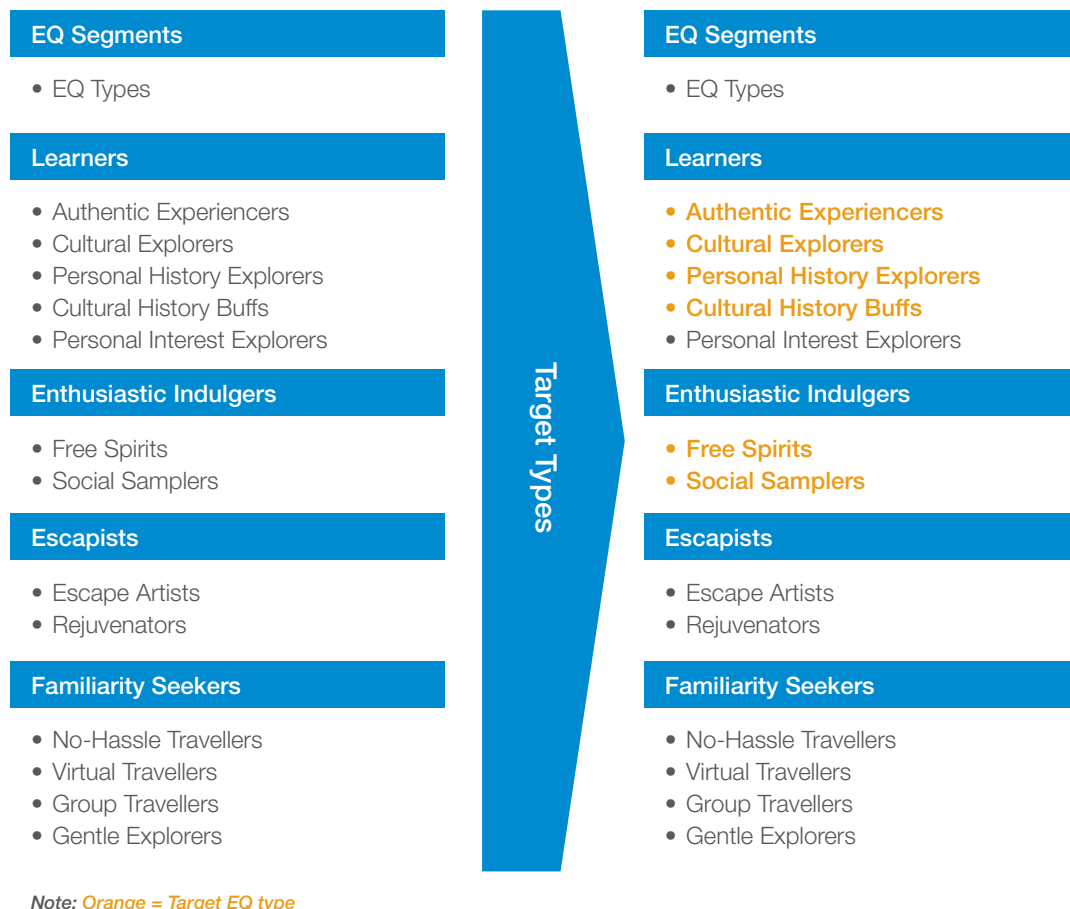 EQ Segments
• EQ Types
Learners
• Authentic Experiencers
• Cultural Explorers
• Personal History Explorers
• Cultural History Buffs
• Personal Interest Explorers
Enthusiastic Indulgers
• Free Spirits
• Social Samplers
Escapists
• Escape Artists
• Rejuvenators
Familiarity Seekers
• No-Hassle Travellers
• Virtual Travellers
• Group Travellers
• Gentle Explorers
Target Types
EQ Segments
• EQ Types
Learners
• Authentic Experiencers
• Cultural Explorers
• Personal History Explorers
• Cultural History Buffs
• Personal Interest Explorers
Enthusiastic Indulgers
• Free Spirits
• Social Samplers
Escapists
• Escape Artists
• Rejuvenators
Familiarity Seekers
• No-Hassle Travellers
• Virtual Travellers
• Group Travellers
• Gentle Explorers
Note: Orange = Target EQ type